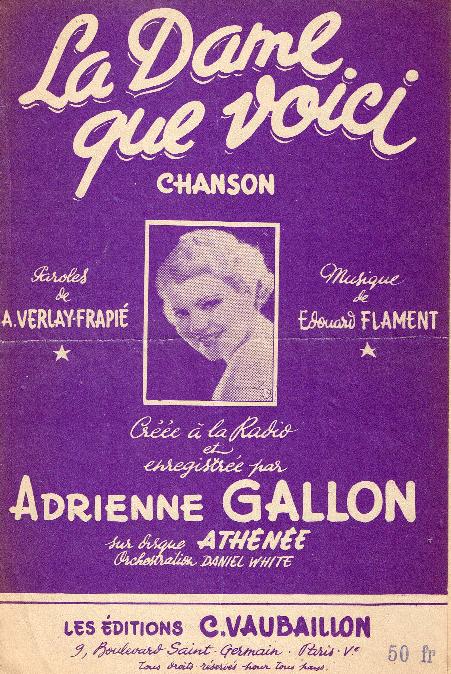 La Dame
que voici
CHANSON
Paroles
de
A. VERLAY-FRAPIÉ
Musique
de
Edouard FLAMENT
Créée à la Radio
et
enregistrée par
ADRIENNE GALLON
sur disque ATHÉNÉE
Orchestration DANIEL WHITE
LES ÉDITIONS C. VAUBAILLON
9, Boulevard Saint-Germain - Paris-Vᵉ
Tous droits réservés pour tous pays.
50 fr